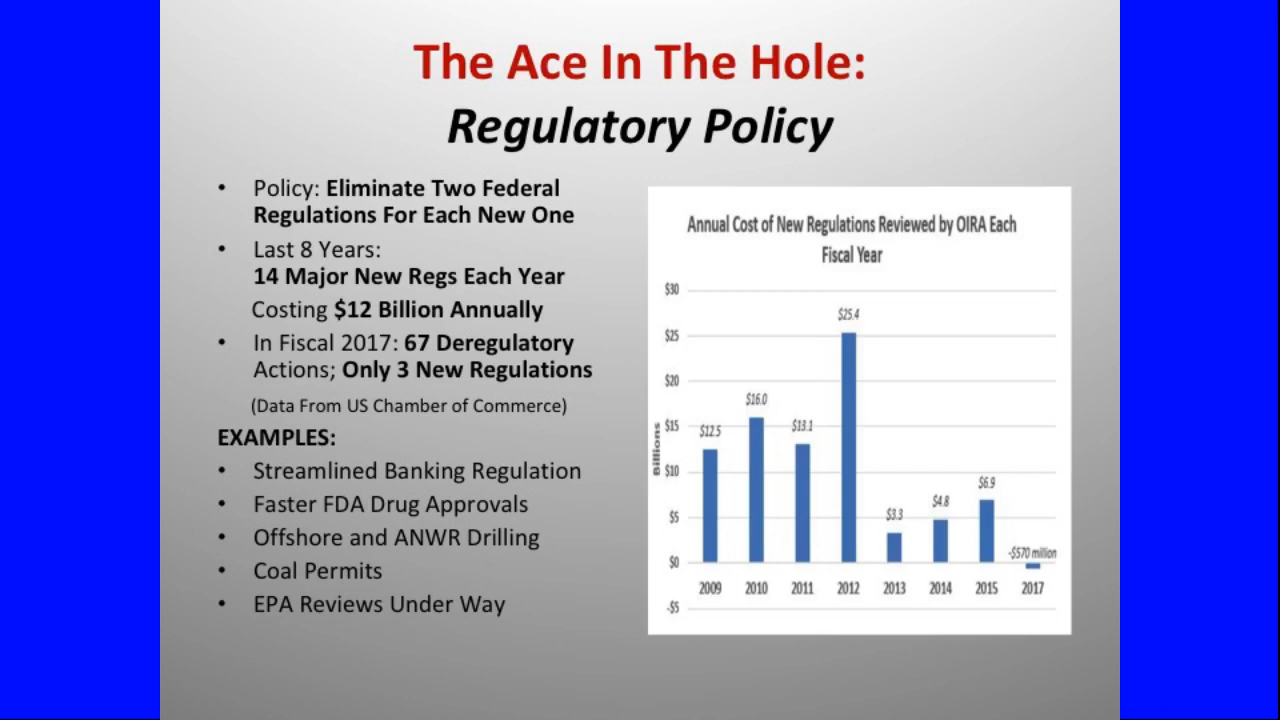 The Ace In The Hole:
Regulatory Policy
• Policy: Eliminate Two Federal
Regulations For Each New One
• Last 8 Years:
14 Major New Regs Each Year
Costing $12 Billion Annually
• In Fiscal 2017: 67 Deregulatory
Actions; Only 3 New Regulations
(Data From US Chamber of Commerce)
EXAMPLES:
• Streamlined Banking Regulation
• Faster FDA Drug Approvals
• Offshore and ANWR Drilling
• Coal Permits
• EPA Reviews Under Way
Annual Cost of New Regulations Reviewed by OIRA Each
Fiscal Year
Billions
$30
$25
$20
$15
$10
$5
$0
-$5
$12.5
$16.0
$13.1
$25.4
$3.3
$4.8
$6.9
-$570 million
2009 2010 2011 2012 2013 2014 2015 2017